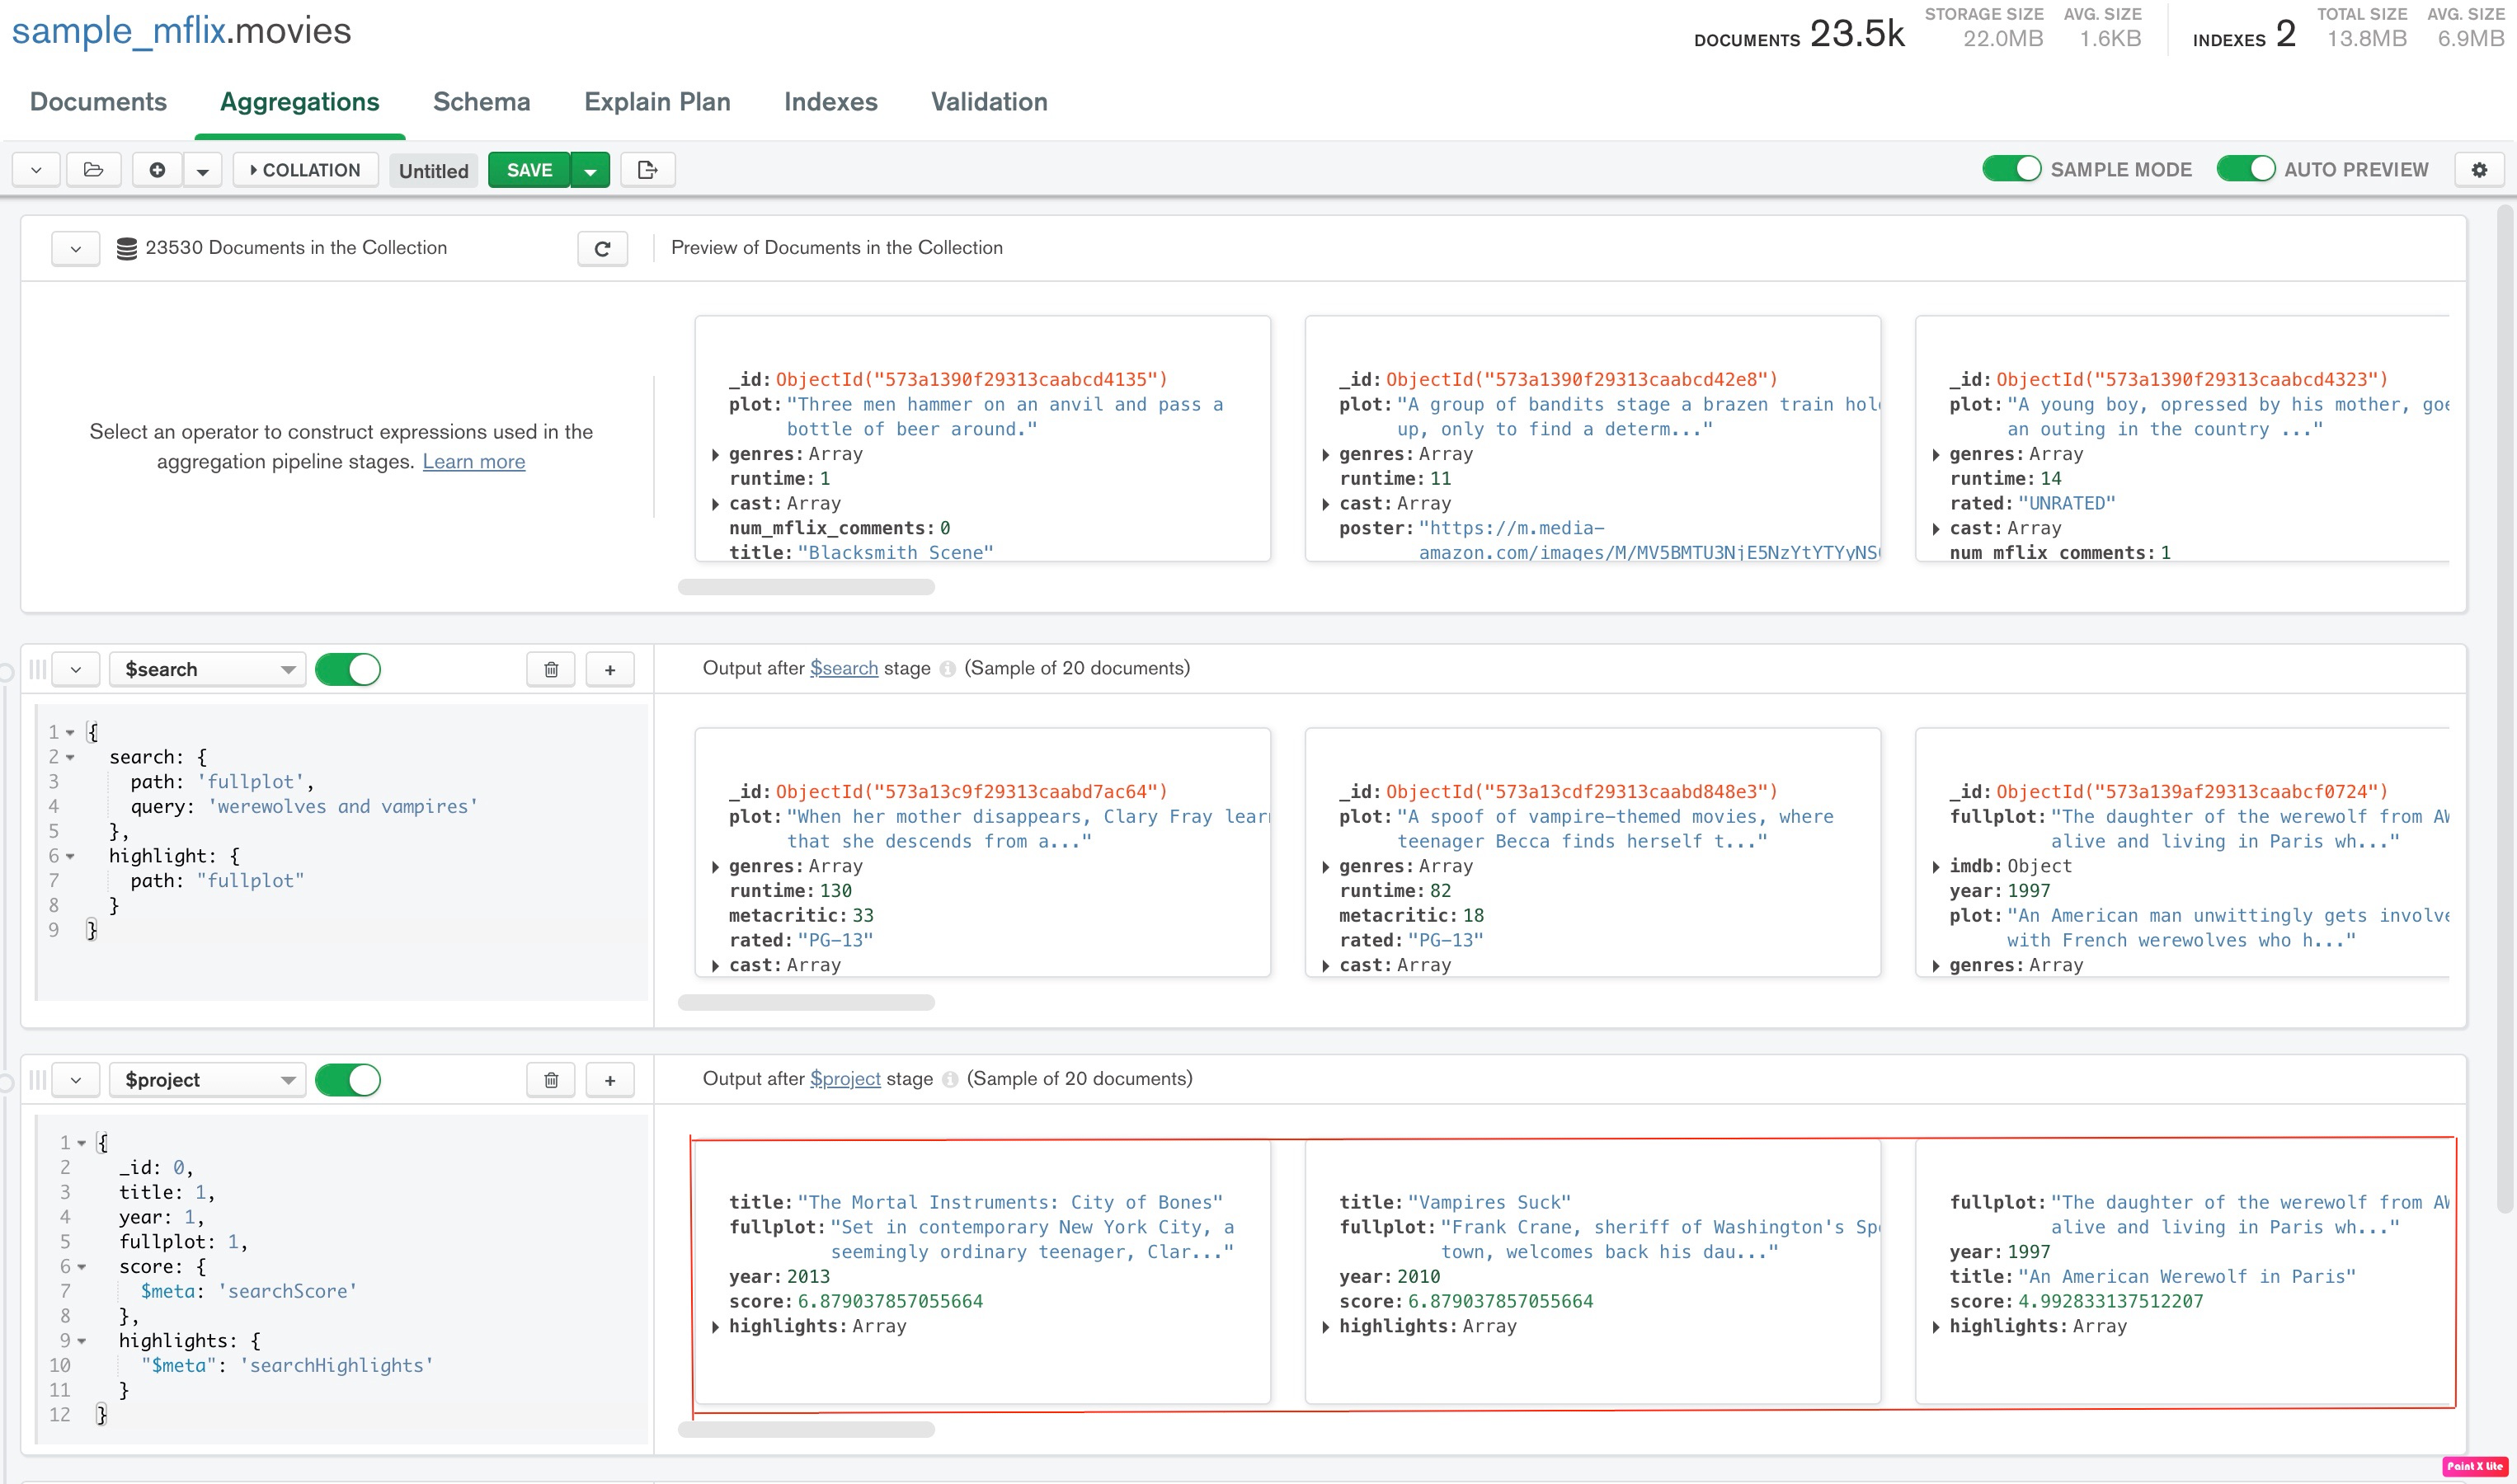 sample_mflix.movies
DOCUMENTS 23.5k STORAGE SIZE 22.0MB AVG. SIZE 1.6KB INDEXES 2 TOTAL SIZE 13.8MB AVG. SIZE 6.9MB
Documents Aggregations Schema Explain Plan Indexes Validation
COLLATION Untitled SAVE SAMPLE MODE AUTO PREVIEW
23530 Documents in the Collection
Preview of Documents in the Collection
Select an operator to construct expressions used in the
aggregation pipeline stages. Learn more
_id: ObjectId("573a1390f29313caabcd4135")
plot: "Three men hammer on an anvil and pass a
bottle of beer around."
genres: Array
runtime: 1
cast: Array
num_mflix_comments: 0
title: "Blacksmith Scene"
_id: ObjectId("573a1390f29313caabcd42e8")
plot: "A group of bandits stage a brazen train hol
up, only to find a determ..."
genres: Array
runtime: 11
cast: Array
poster: "https://m.media-
amazon.com/images/M/MV5BMTU3NjE5NzYtYTYyNS
_id: ObjectId("573a1390f29313caabcd4323")
plot: "A young boy, opressed by his mother, goe
an outing in the country ..."
genres: Array
runtime: 14
rated: "UNRATED"
cast: Array
num_mflix_comments: 1
$search
Output after $search stage (Sample of 20 documents)
1 {
2 search: {
3 path: 'fullplot',
4 query: 'werewolves and vampires'
5 },
6 highlight: {
7 path: "fullplot"
8 }
9 }
_id: ObjectId("573a13c9f29313caabd7ac64")
plot: "When her mother disappears, Clary Fray lear
that she descends from a..."
genres: Array
runtime: 130
metacritic: 33
rated: "PG-13"
cast: Array
_id: ObjectId("573a13cdf29313caabd848e3")
plot: "A spoof of vampire-themed movies, where
teenager Becca finds herself t..."
genres: Array
runtime: 82
metacritic: 18
rated: "PG-13"
cast: Array
_id: ObjectId("573a139af29313caabcf0724")
fullplot: "The daughter of the werewolf from AW
alive and living in Paris wh..."
imdb: Object
year: 1997
plot: "An American man unwittingly gets involve
with French werewolves who h..."
genres: Array
$project
Output after $project stage (Sample of 20 documents)
1 {
2 _id: 0,
3 title: 1,
4 year: 1,
5 fullplot: 1,
6 score: {
7 $meta: 'searchScore'
8 },
9 highlights: {
10 "$meta": 'searchHighlights'
11 }
12 }
title: "The Mortal Instruments: City of Bones"
fullplot: "Set in contemporary New York City, a
seemingly ordinary teenager, Clar..."
year: 2013
score: 6.879037857055664
highlights: Array
title: "Vampires Suck"
fullplot: "Frank Crane, sheriff of Washington's Sp
town, welcomes back his dau..."
year: 2010
score: 6.879037857055664
highlights: Array
fullplot: "The daughter of the werewolf from AW
alive and living in Paris wh..."
year: 1997
title: "An American Werewolf in Paris"
score: 4.992833137512207
highlights: Array
Paint X lite